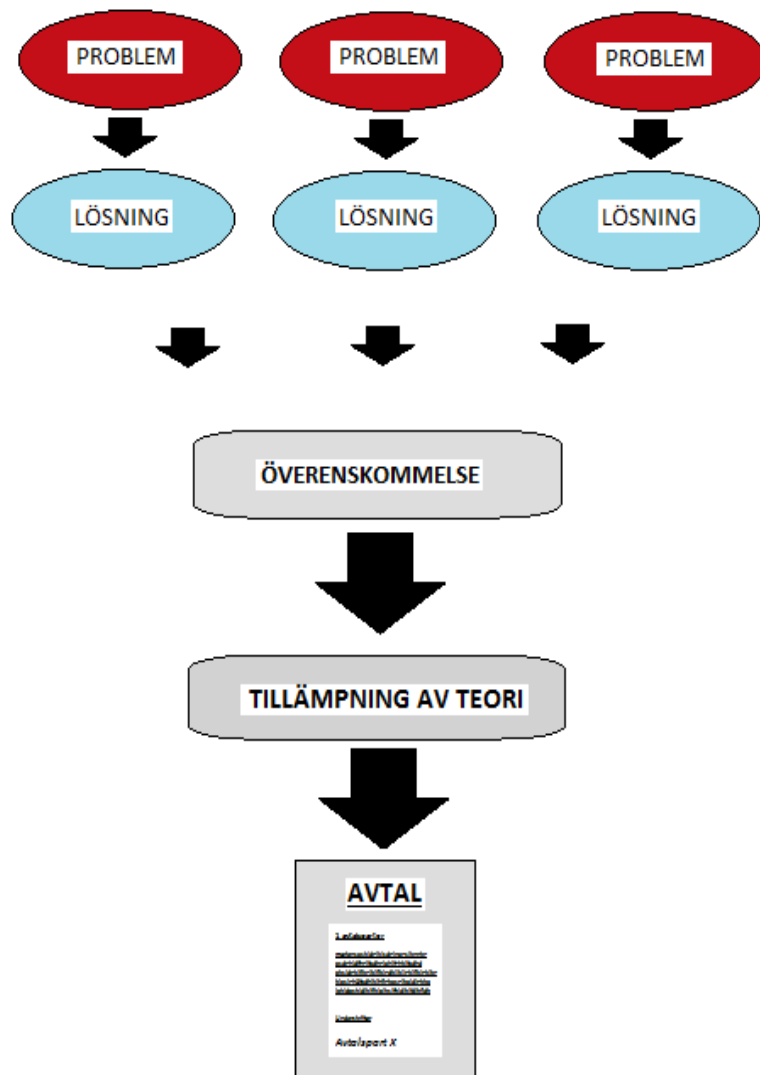 PROBLEM PROBLEM PROBLEM
LÖSNING LÖSNING LÖSNING
ÖVERENSKOMMELSE
TILLÄMPNING AV TEORI
AVTAL
Avtalspart X